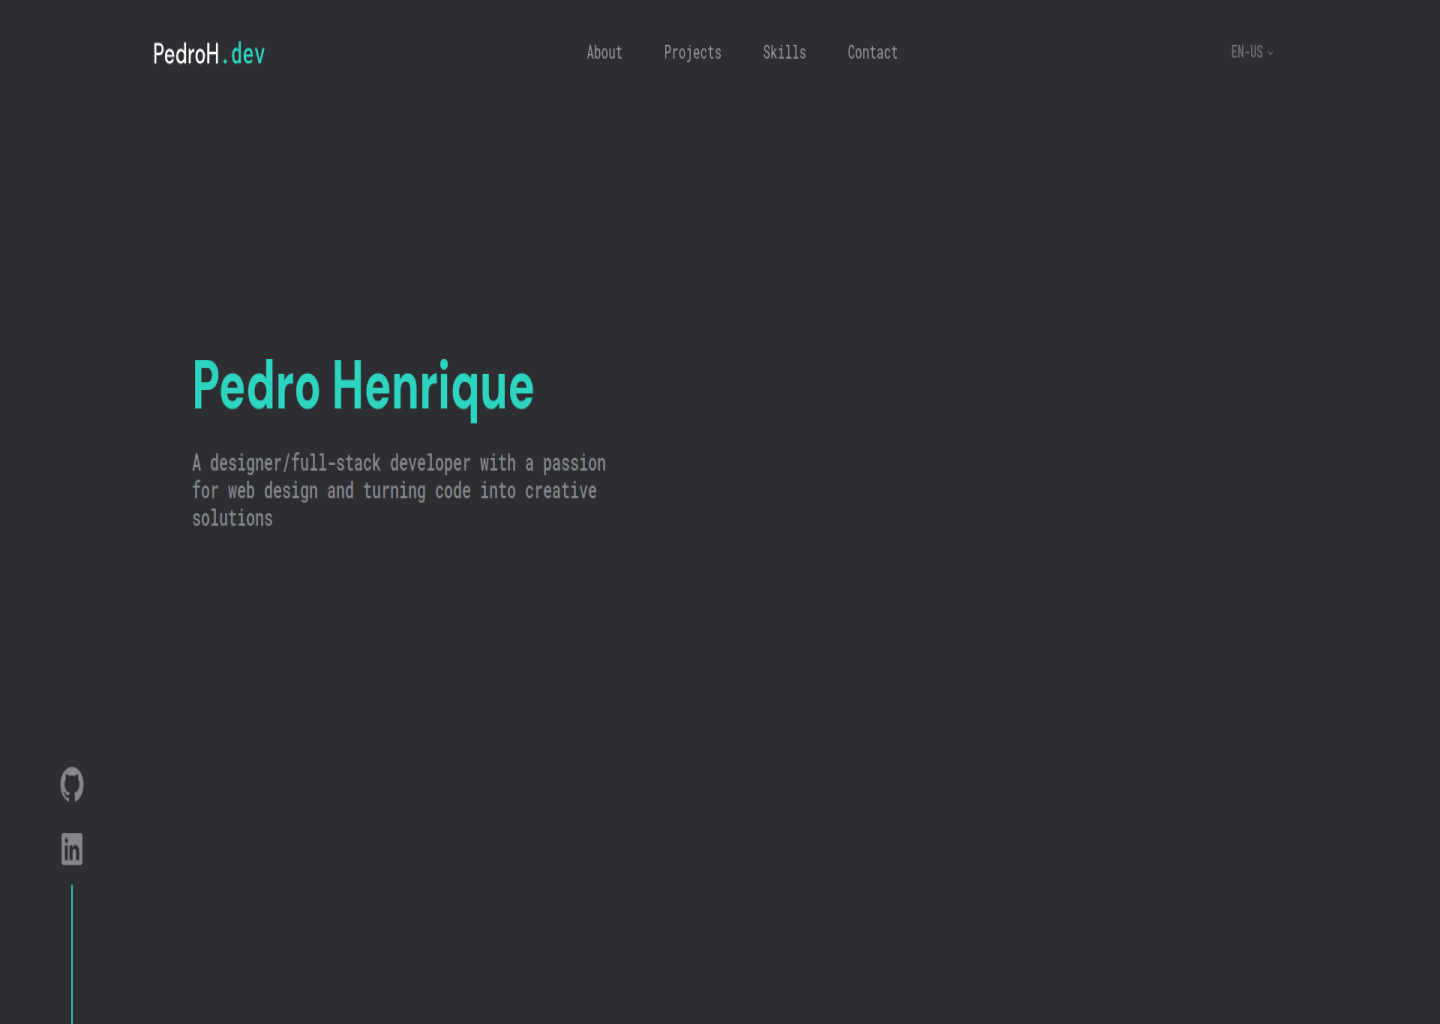 PedroH.dev
About Projects Skills Contact
EN-US
Pedro Henrique
A designer/full-stack developer with a passion
for web design and turning code into creative
solutions
in